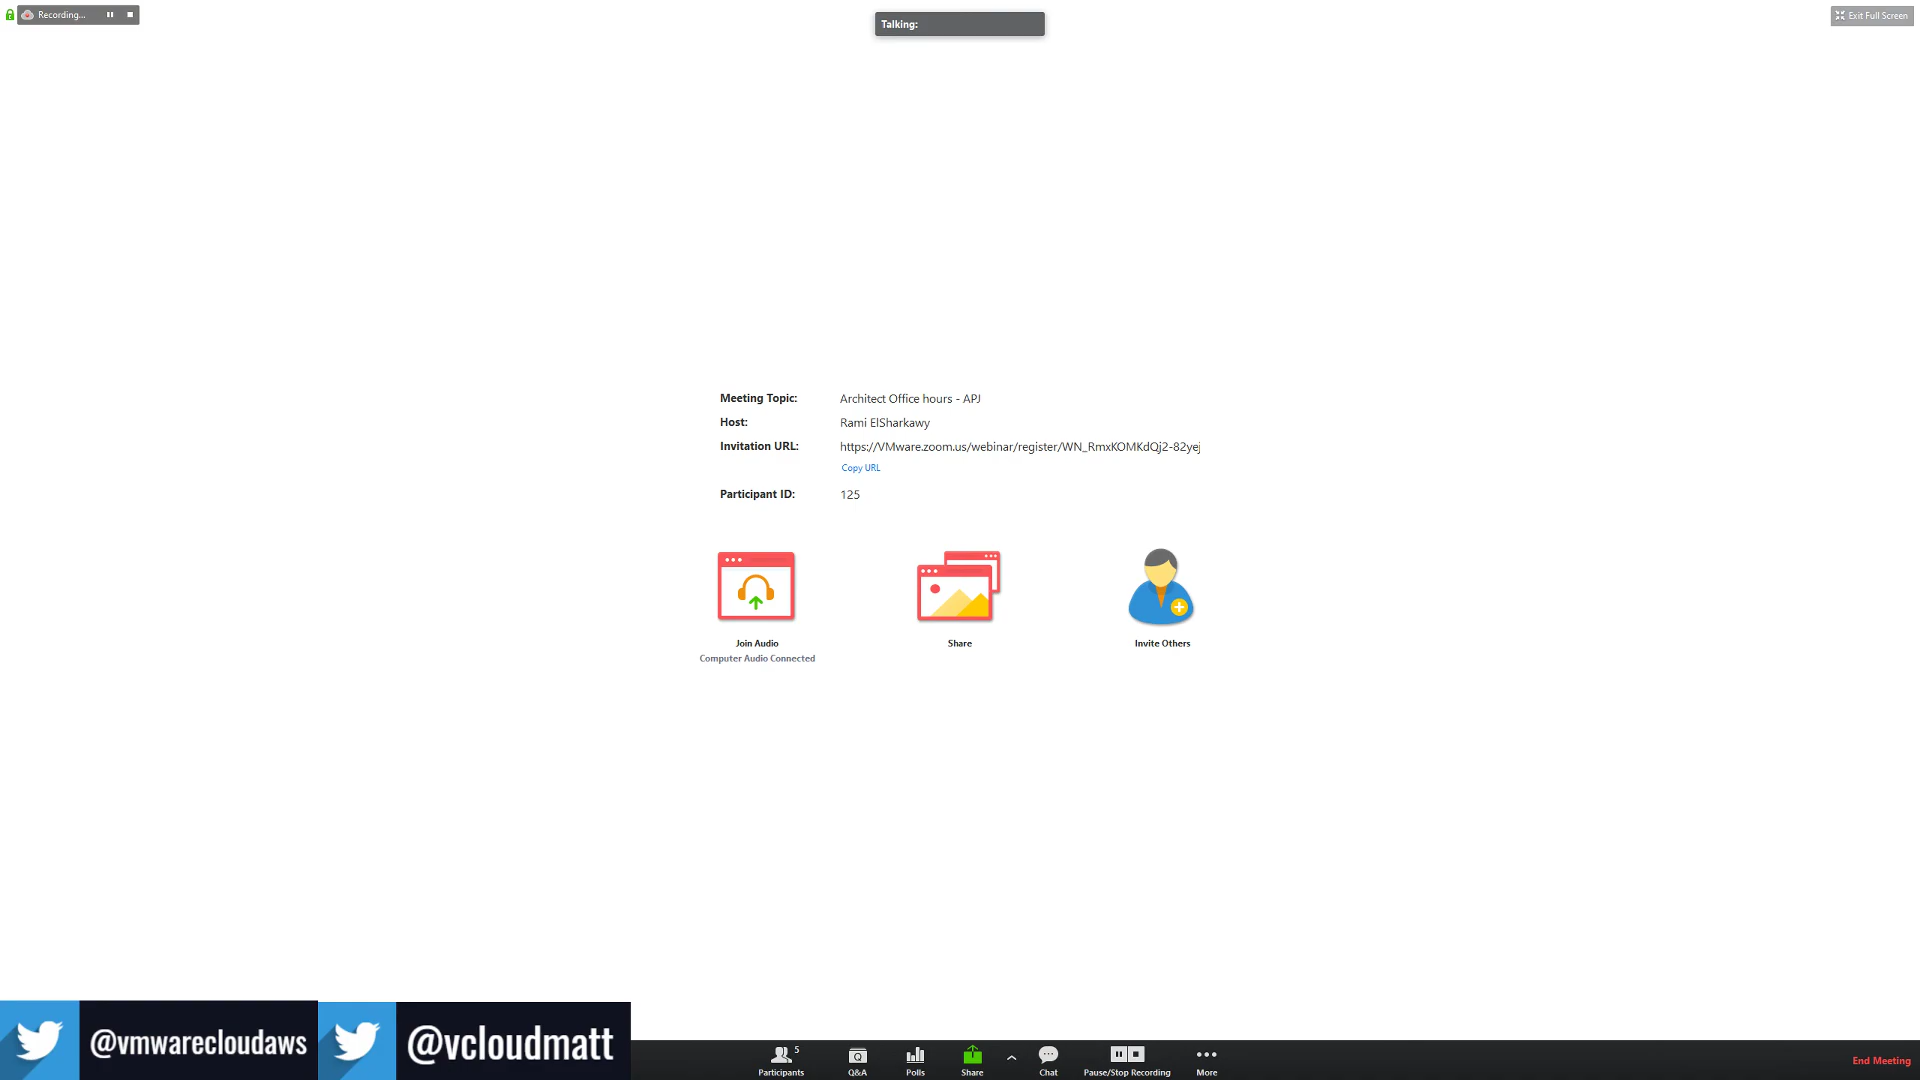 Recording...
Talking:
Exit Full Screen
Meeting Topic: Architect Office hours - APJ
Host: Rami ElSharkawy
Invitation URL: https://VMware.zoom.us/webinar/register/WN_RmxKOMKdQj2-82yej
Copy URL
Participant ID: 125
Join Audio
Computer Audio Connected
Share
Invite Others
@vmwarecloudaws
@vcloudmatt
5
Participants
Q&A
Polls
Share
Chat
Pause/Stop Recording
More
End Meeting